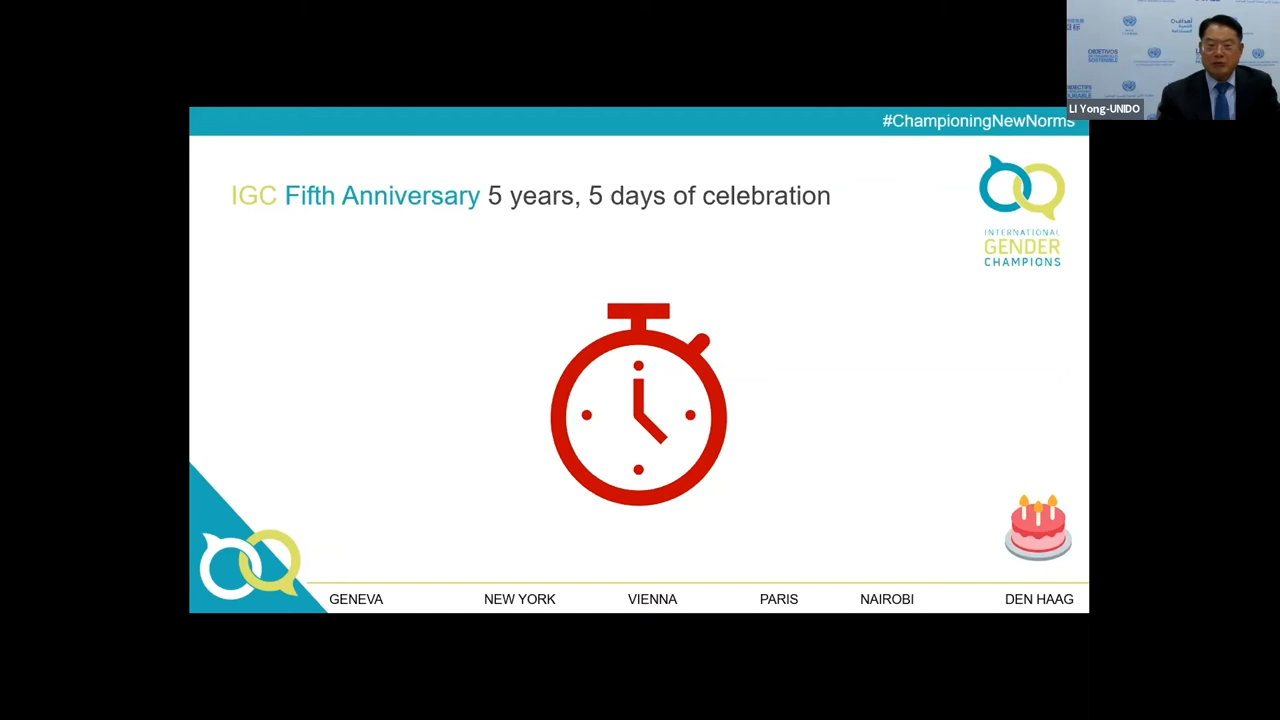 #ChampioningNewNorms
IGC Fifth Anniversary 5 years, 5 days of celebration
INTERNATIONAL
GENDER
CHAMPIONS
GENEVA NEW YORK VIENNA PARIS NAIROBI DEN HAAG
LI Yong-UNIDO
OBJETIVOS